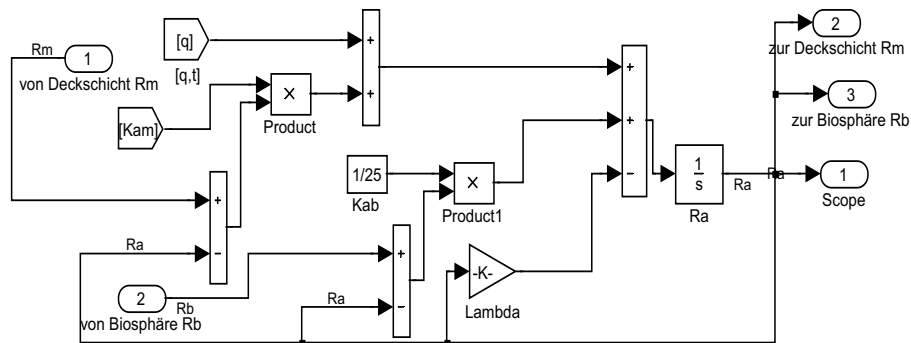 [q]
[q,t]
+
+
2
zur Deckschicht Rm
Rm
1
von Deckschicht Rm
+
+
−
X
Product
[Kam]
3
zur Biosphäre Rb
1/25
Kab
X
Product1
1
s
Ra
Ra
Ra
1
Scope
+
−
Ra
+
−
-K-
Lambda
2
Rb
von Biosphäre Rb
Ra